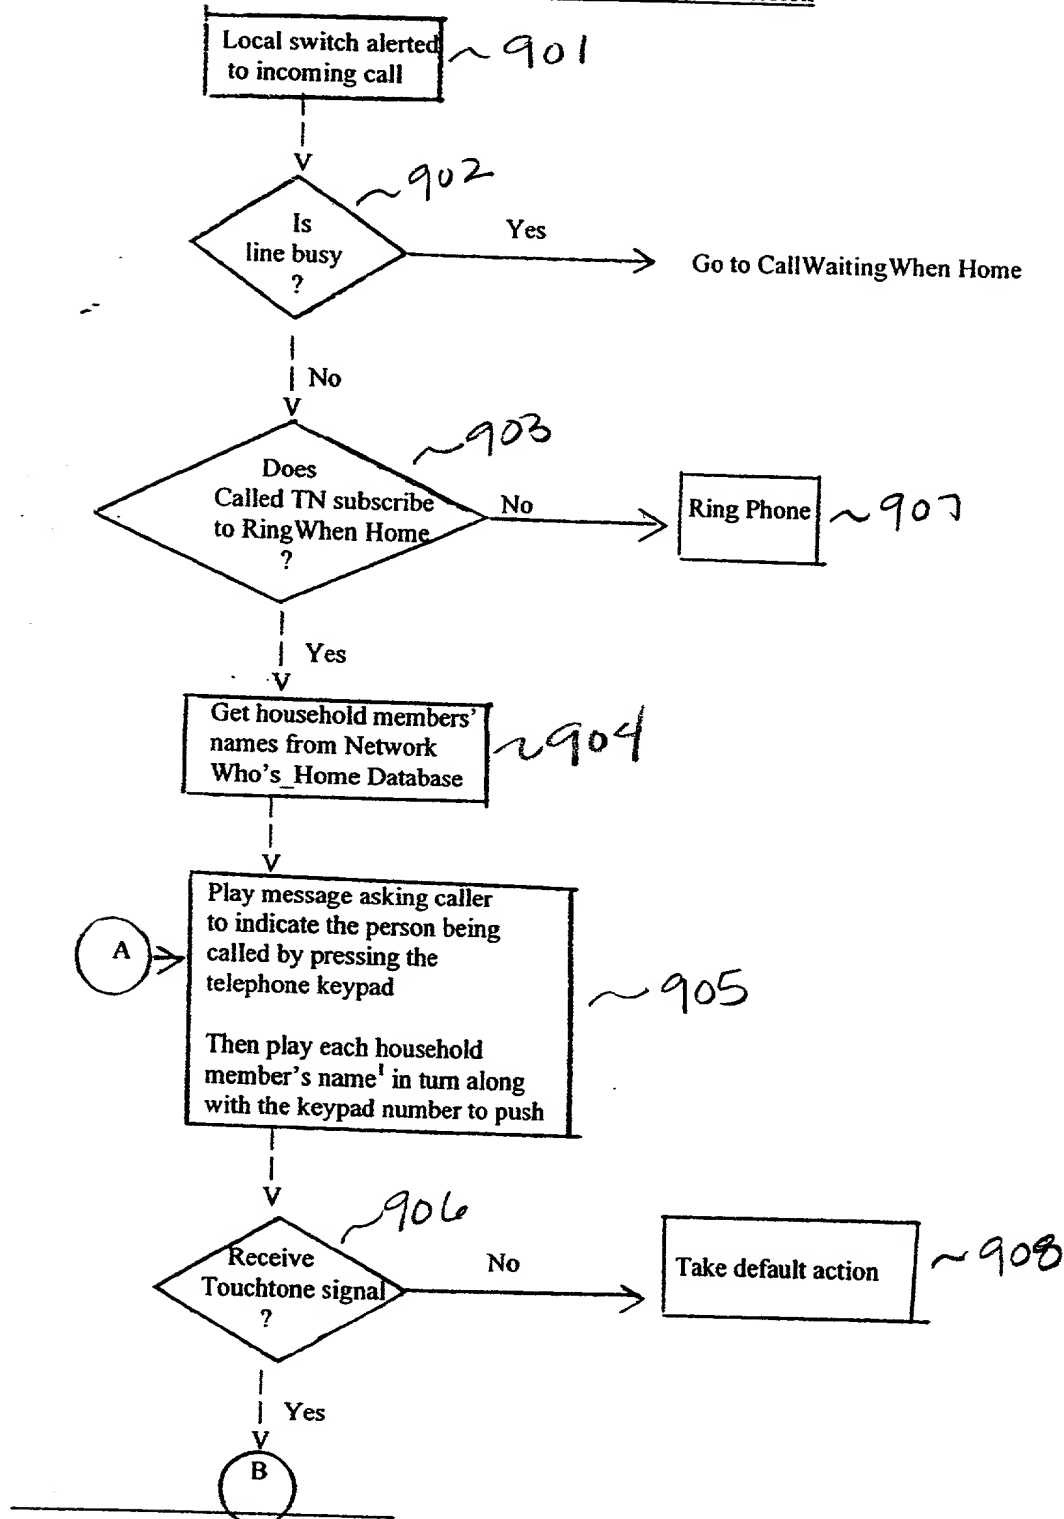 Local switch alerted
to incoming call
~901
~902
Is
line busy
?
Yes
Go to CallWaitingWhen Home
No
~903
Does
Called TN subscribe
to RingWhen Home
?
No
Ring Phone
~907
Yes
Get household members'
names from Network
Who's_Home Database
~904
A
Play message asking caller
to indicate the person being
called by pressing the
telephone keypad
Then play each household
member's name¹ in turn along
with the keypad number to push
~905
~906
Receive
Touchtone signal
?
No
Take default action
~908
Yes
B